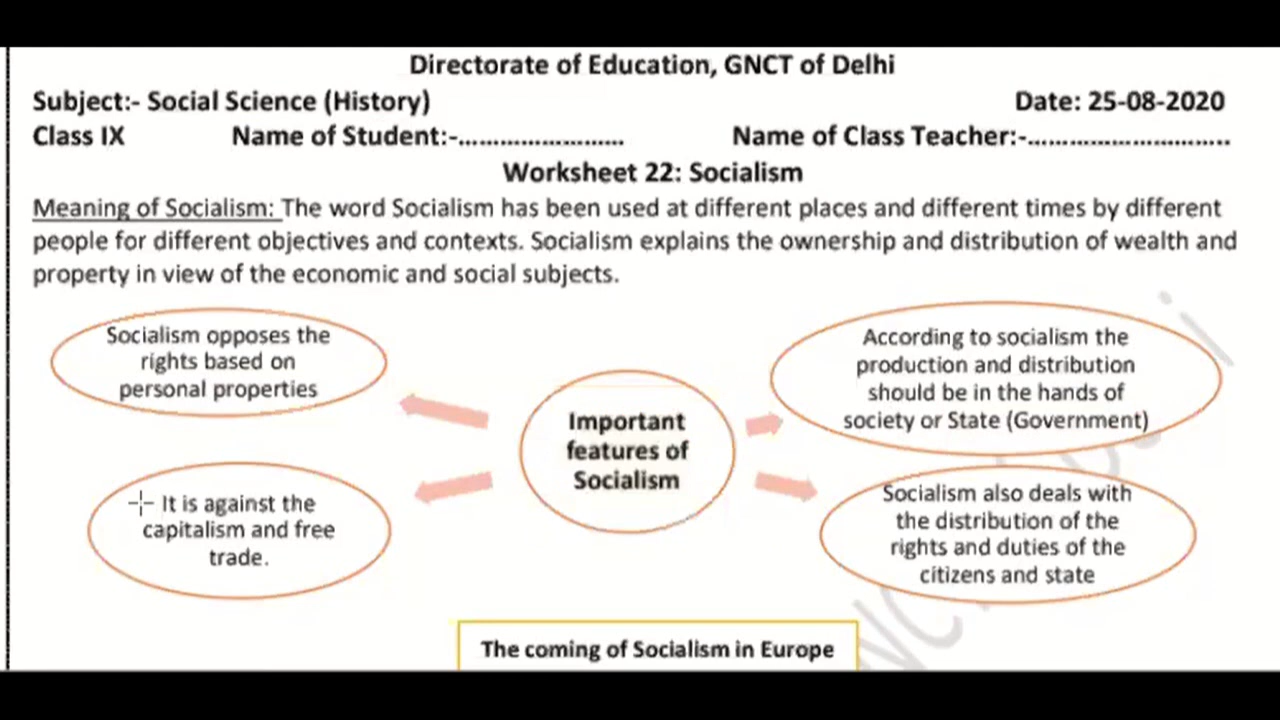 Directorate of Education, GNCT of Delhi
Subject:- Social Science (History) Date: 25-08-2020
Class IX Name of Student:-........................ Name of Class Teacher:-.............................
Worksheet 22: Socialism
Meaning of Socialism: The word Socialism has been used at different places and different times by different
people for different objectives and contexts. Socialism explains the ownership and distribution of wealth and
property in view of the economic and social subjects.
Socialism opposes the
rights based on
personal properties
According to socialism the
production and distribution
should be in the hands of
society or State (Government)
Important
features of
Socialism
It is against the
capitalism and free
trade.
Socialism also deals with
the distribution of the
rights and duties of the
citizens and state
The coming of Socialism in Europe